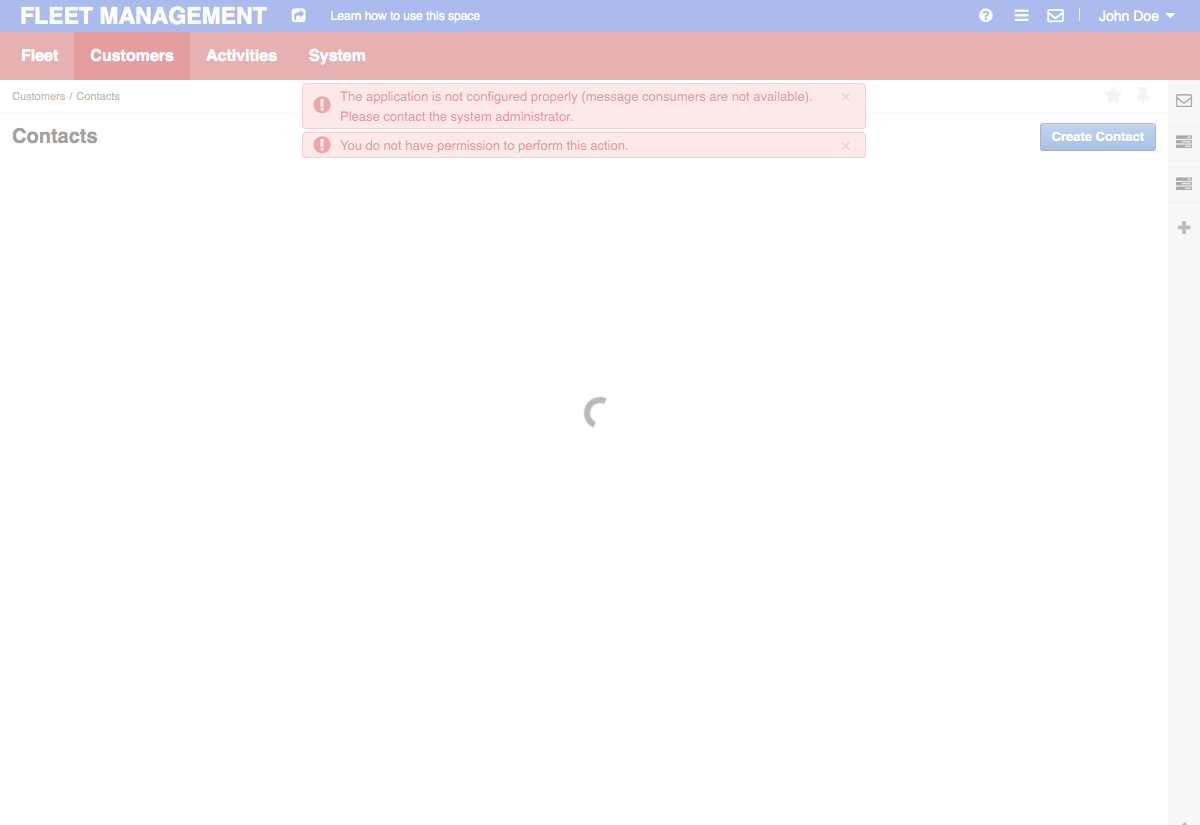 FLEET MANAGEMENT
Learn how to use this space
John Doe
Fleet
Customers
Activities
System
Customers / Contacts
The application is not configured properly (message consumers are not available).
Please contact the system administrator.
Contacts
You do not have permission to perform this action.
Create Contact